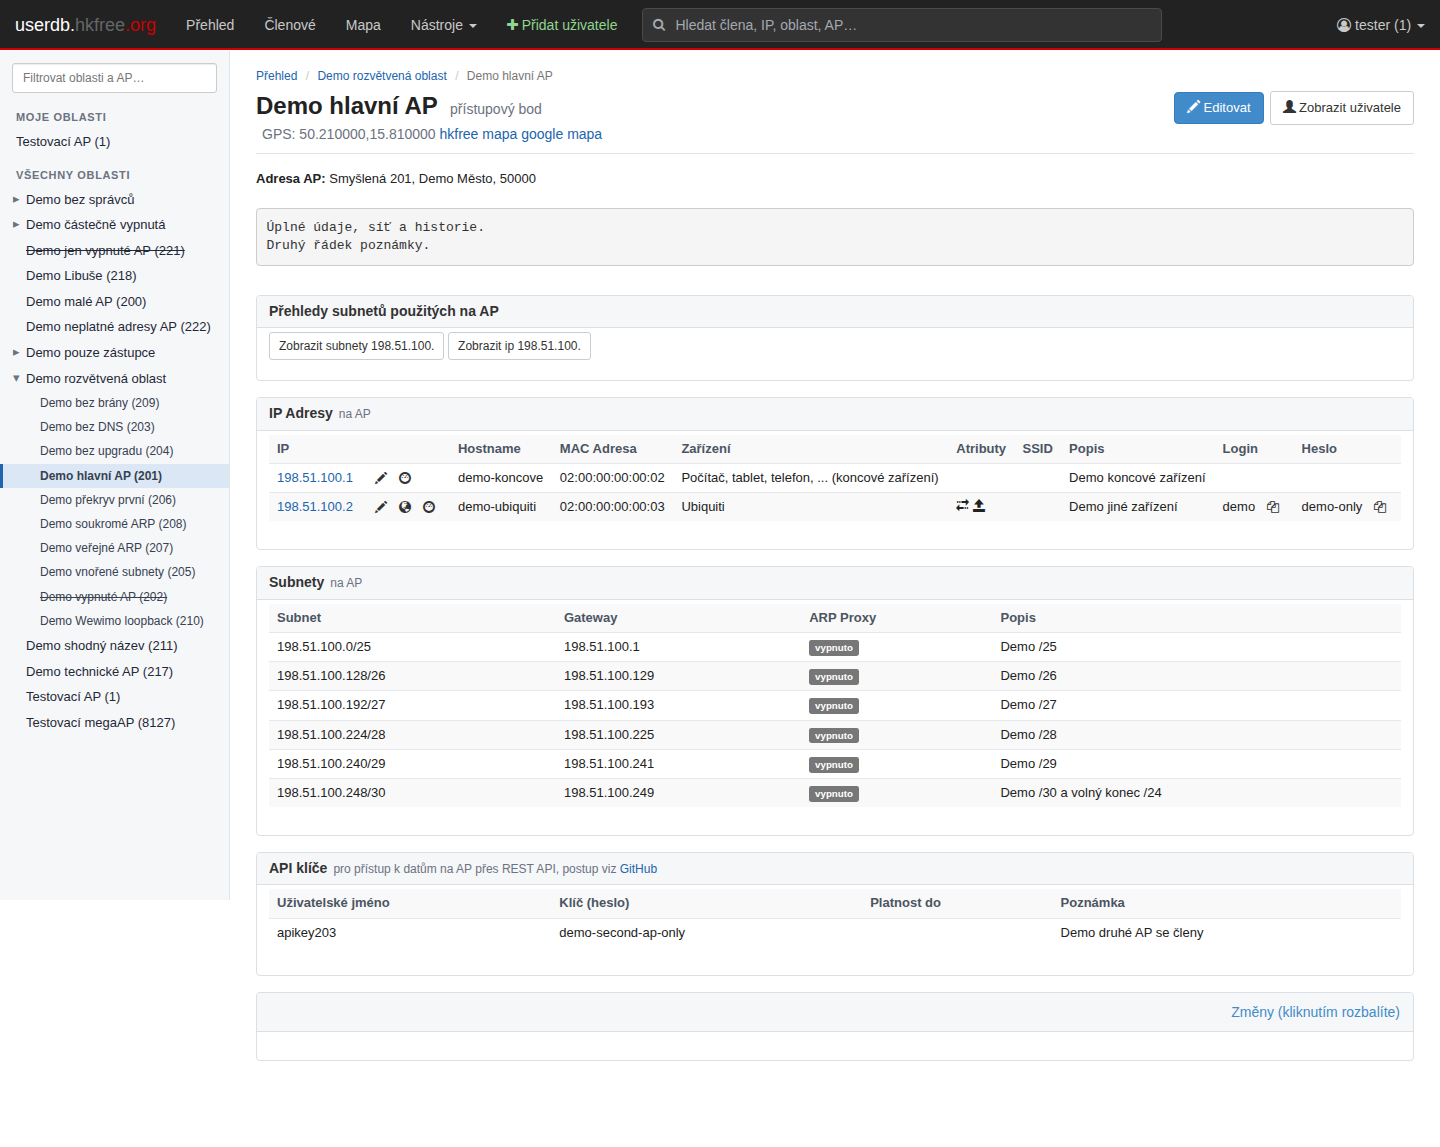 userdb.hkfree.org Přehled Členové Mapa Nástroje Přidat uživatele Hledat člena, IP, oblast, AP… tester (1)
Filtrovat oblasti a AP…
MOJE OBLASTI
Testovací AP (1)
VŠECHNY OBLASTI
Demo bez správců
Demo částečně vypnutá
Demo jen vypnuté AP (221)
Demo Libuše (218)
Demo malé AP (200)
Demo neplatné adresy AP (222)
Demo pouze zástupce
Demo rozvětvená oblast
Demo bez brány (209)
Demo bez DNS (203)
Demo bez upgradu (204)
Demo hlavní AP (201)
Demo překryv první (206)
Demo soukromé ARP (208)
Demo veřejné ARP (207)
Demo vnořené subnety (205)
Demo vypnuté AP (202)
Demo Wewimo loopback (210)
Demo shodný název (211)
Demo technické AP (217)
Testovací AP (1)
Testovací megaAP (8127)
Přehled / Demo rozvětvená oblast / Demo hlavní AP
Demo hlavní AP přístupový bod
Editovat Zobrazit uživatele
GPS: 50.210000,15.810000 hkfree mapa google mapa
Adresa AP: Smyšlená 201, Demo Město, 50000
Úplné údaje, síť a historie.
Druhý řádek poznámky.
Přehledy subnetů použitých na AP
Zobrazit subnety 198.51.100. Zobrazit ip 198.51.100.
IP Adresy na AP
IP Hostname MAC Adresa Zařízení Atributy SSID Popis Login Heslo
198.51.100.1 demo-koncove 02:00:00:00:00:02 Počítač, tablet, telefon, ... (koncové zařízení) Demo koncové zařízení
198.51.100.2 demo-ubiquiti 02:00:00:00:00:03 Ubiquiti Demo jiné zařízení demo demo-only
Subnety na AP
Subnet Gateway ARP Proxy Popis
198.51.100.0/25 198.51.100.1 vypnuto Demo /25
198.51.100.128/26 198.51.100.129 vypnuto Demo /26
198.51.100.192/27 198.51.100.193 vypnuto Demo /27
198.51.100.224/28 198.51.100.225 vypnuto Demo /28
198.51.100.240/29 198.51.100.241 vypnuto Demo /29
198.51.100.248/30 198.51.100.249 vypnuto Demo /30 a volný konec /24
API klíče pro přístup k datům na AP přes REST API, postup viz GitHub
Uživatelské jméno Klíč (heslo) Platnost do Poznámka
apikey203 demo-second-ap-only Demo druhé AP se členy
Změny (kliknutím rozbalíte)